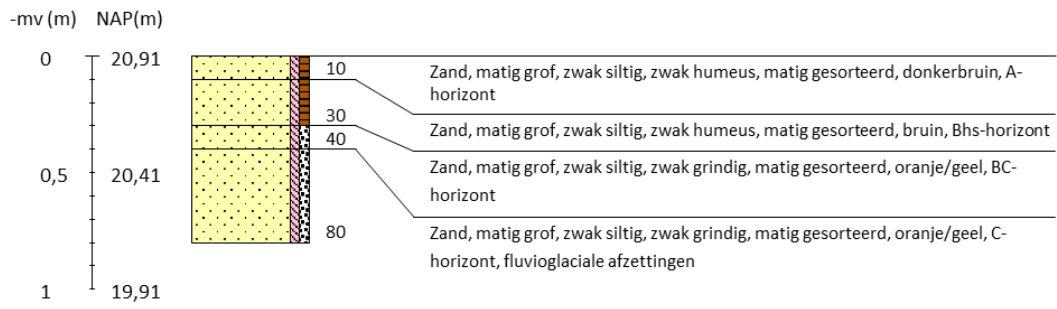 -mv (m) NAP(m)
0 20,91
10 Zand, matig grof, zwak siltig, zwak humeus, matig gesorteerd, donkerbruin, A-
horizont
30 Zand, matig grof, zwak siltig, zwak humeus, matig gesorteerd, bruin, Bhs-horizont
40 Zand, matig grof, zwak siltig, zwak grindig, matig gesorteerd, oranje/geel, BC-
0,5 20,41
horizont
80 Zand, matig grof, zwak siltig, zwak grindig, matig gesorteerd, oranje/geel, C-
horizont, fluvioglaciale afzettingen
1 19,91